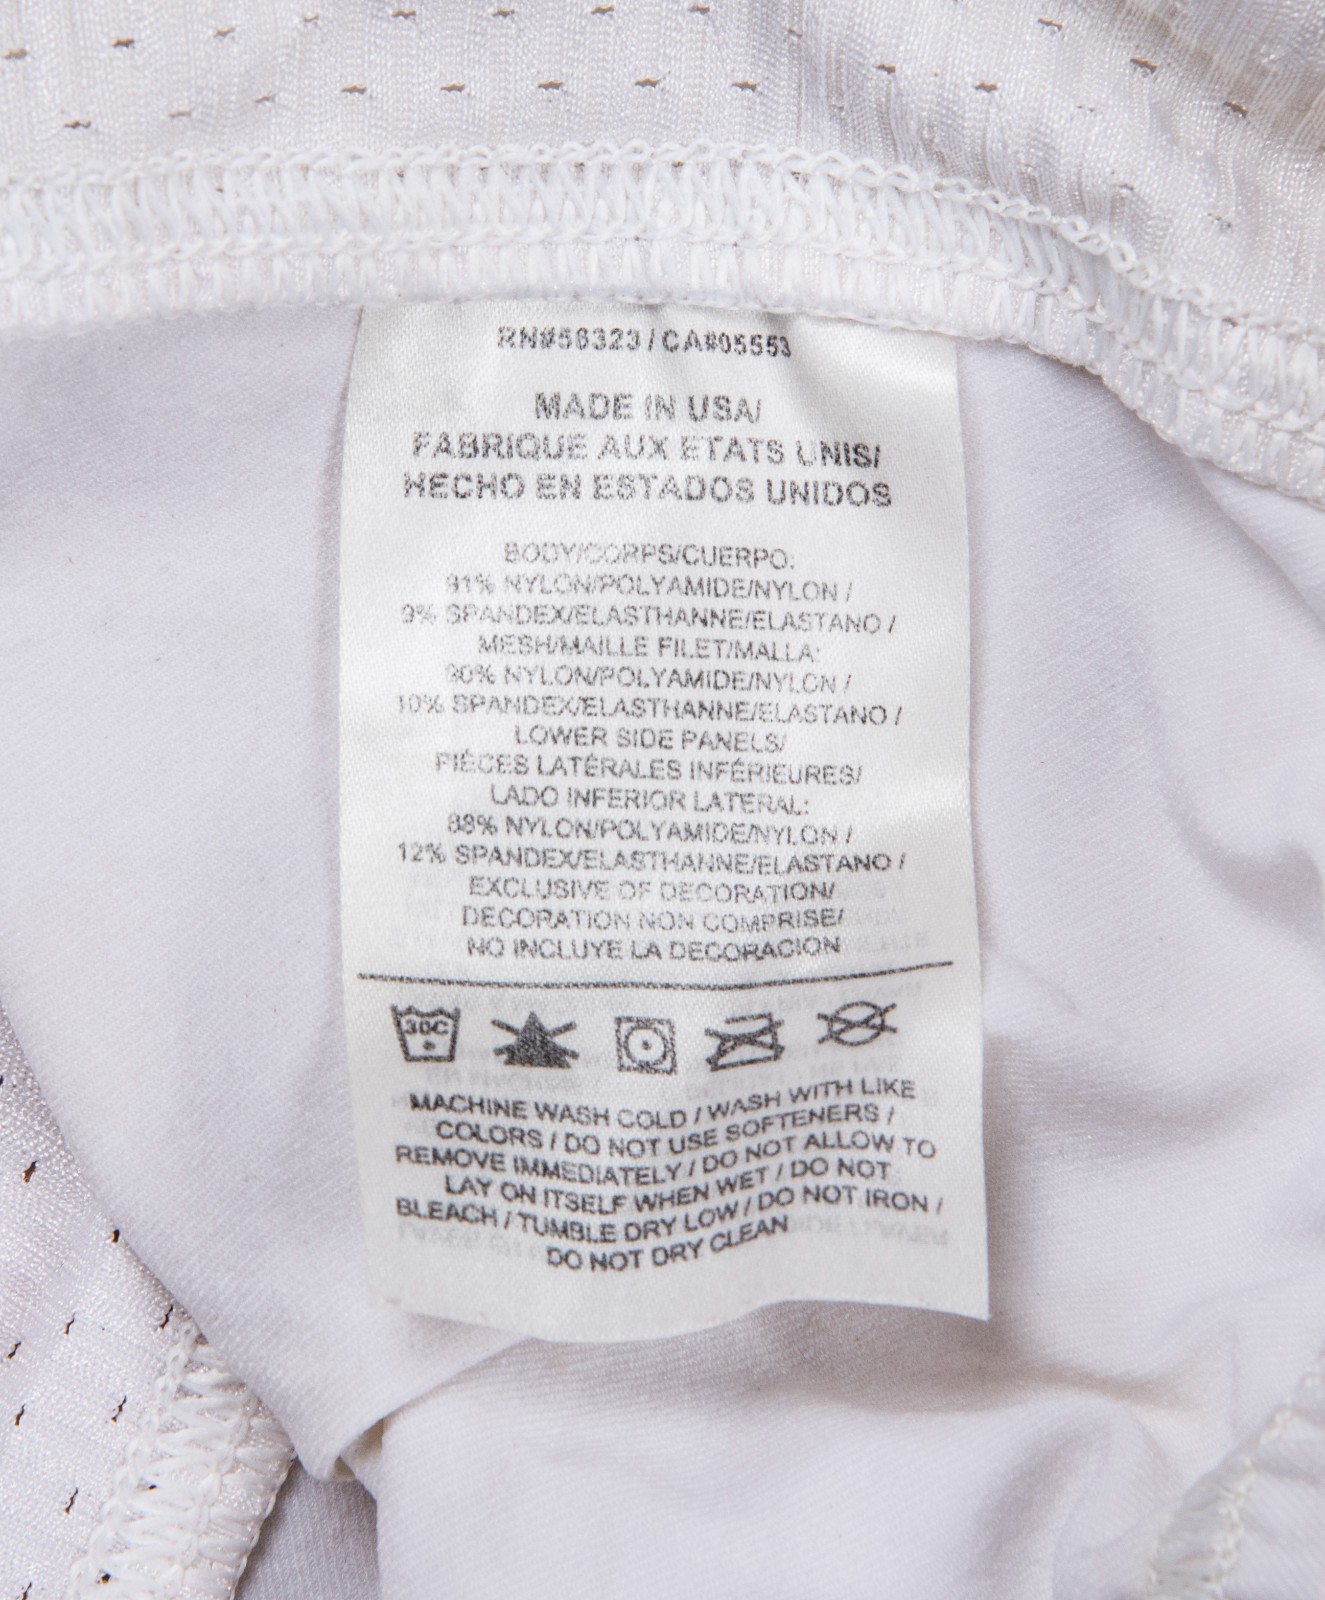 RN#56323 / CA#05553
MADE IN USA/
FABRIQUE AUX ETATS UNIS/
HECHO EN ESTADOS UNIDOS
BODY/CORPS/CUERPO:
91% NYLON/POLYAMIDE/NYLON /
9% SPANDEX/ELASTHANNE/ELASTANO /
MESH/MAILLE FILET/MALLA:
90% NYLON/POLYAMIDE/NYLON /
10% SPANDEX/ELASTHANNE/ELASTANO /
LOWER SIDE PANELS/
PIÉCES LATÉRALES INFÉRIEURES/
LADO INFERIOR LATERAL:
88% NYLON/POLYAMIDE/NYLON /
12% SPANDEX/ELASTHANNE/ELASTANO /
EXCLUSIVE OF DECORATION/
DECORATION NON COMPRISE/
NO INCLUYE LA DECORACION
30C
MACHINE WASH COLD / WASH WITH LIKE
COLORS / DO NOT USE SOFTENERS /
REMOVE IMMEDIATELY / DO NOT ALLOW TO
LAY ON ITSELF WHEN WET / DO NOT
BLEACH / TUMBLE DRY LOW / DO NOT IRON /
DO NOT DRY CLEAN